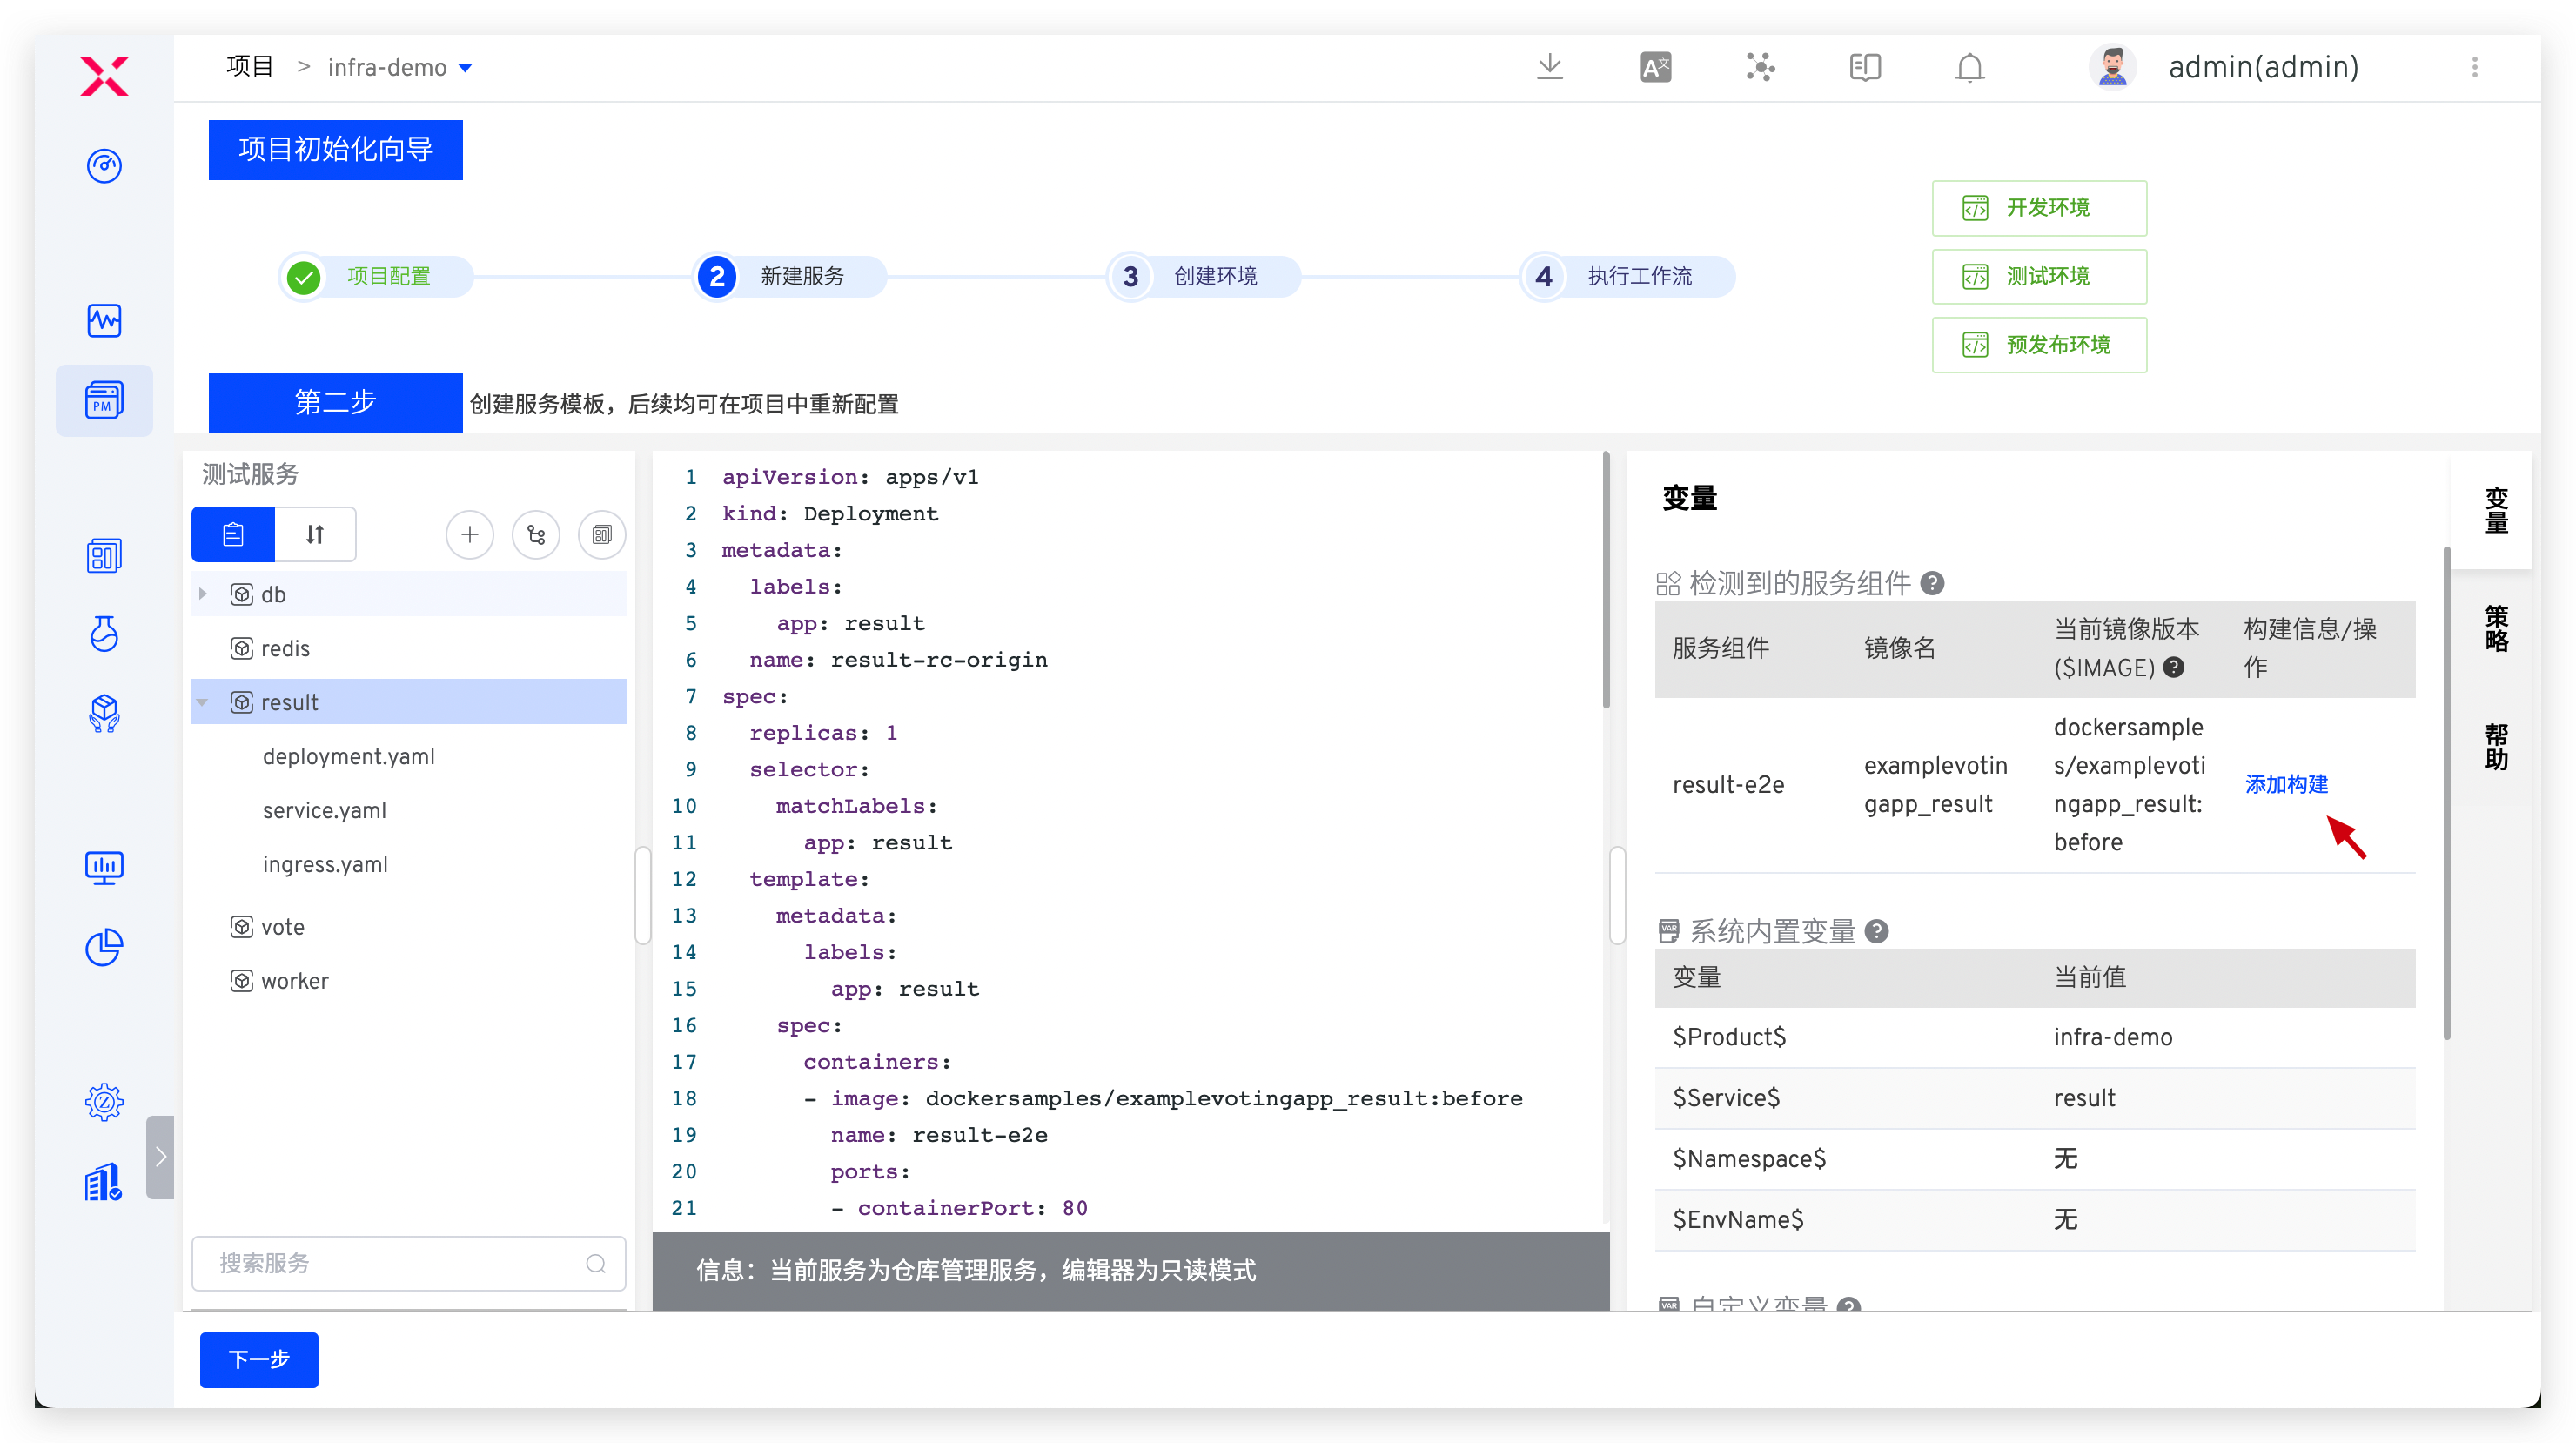 项目 > infra-demo
admin(admin)
项目初始化向导
项目配置
2 新建服务
3 创建环境
4 执行工作流
开发环境
测试环境
预发布环境
第二步 创建服务模板，后续均可在项目中重新配置
PM
测试服务
db
redis
result
deployment.yaml
service.yaml
ingress.yaml
vote
worker
搜索服务
1 apiVersion: apps/v1
2 kind: Deployment
3 metadata:
4 labels:
5 app: result
6 name: result-rc-origin
7 spec:
8 replicas: 1
9 selector:
10 matchLabels:
11 app: result
12 template:
13 metadata:
14 labels:
15 app: result
16 spec:
17 containers:
18 - image: dockersamples/examplevotingapp_result:before
19 name: result-e2e
20 ports:
21 - containerPort: 80
信息：当前服务为仓库管理服务，编辑器为只读模式
变量
检测到的服务组件
服务组件
镜像名
当前镜像版本
($IMAGE)
构建信息/操
作
result-e2e
examplevotin
gapp_result
dockersample
s/examplevoti
ngapp_result:
before
添加构建
系统内置变量
变量 当前值
$Product$ infra-demo
$Service$ result
$Namespace$ 无
$EnvName$ 无
自定义变量
变量
策略
帮助
下一步